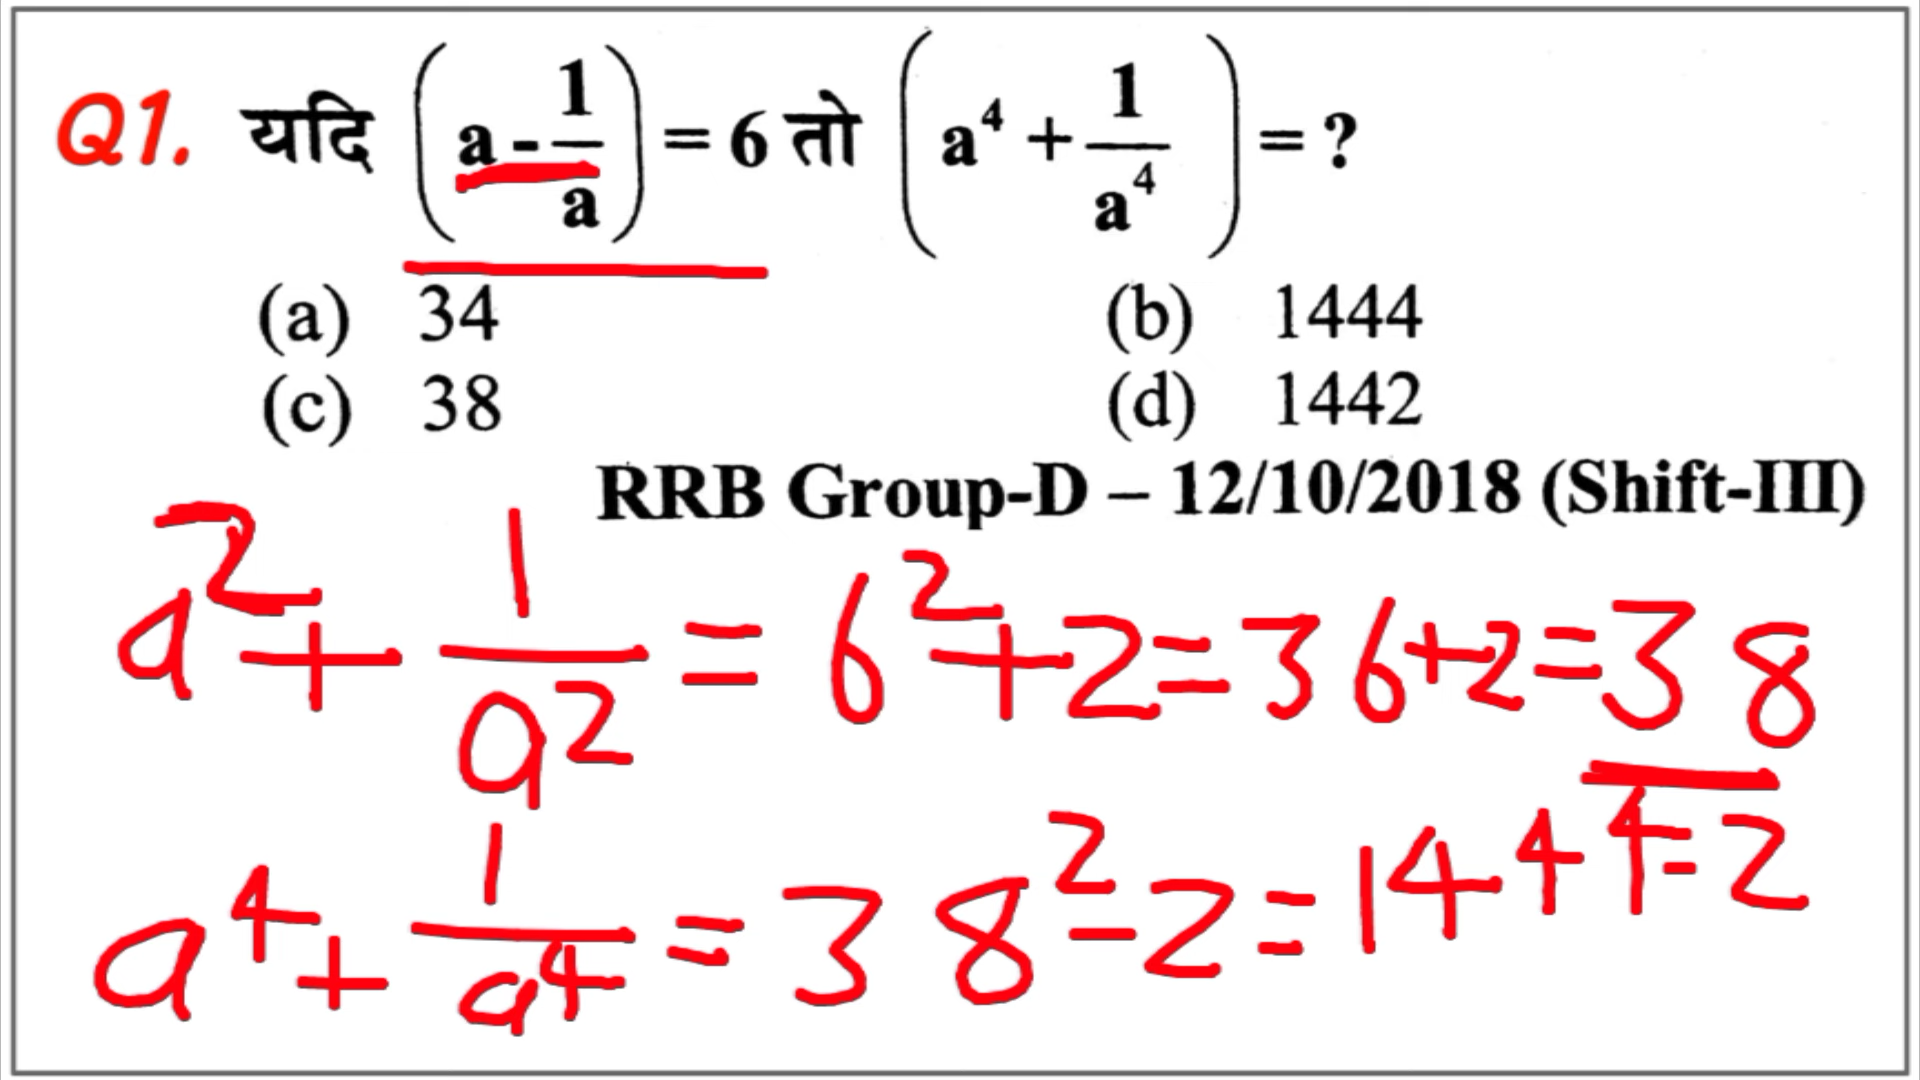 Q1. यदि (a - 1/a) = 6 तो (a⁴ + 1/a⁴) = ?
(a) 34 (b) 1444
(c) 38 (d) 1442
RRB Group-D – 12/10/2018 (Shift-III)
a² + 1/a² = 6² + 2 = 36 + 2 = 38
a⁴ + 1/a⁴ = 38² - 2 = 1444 - 2